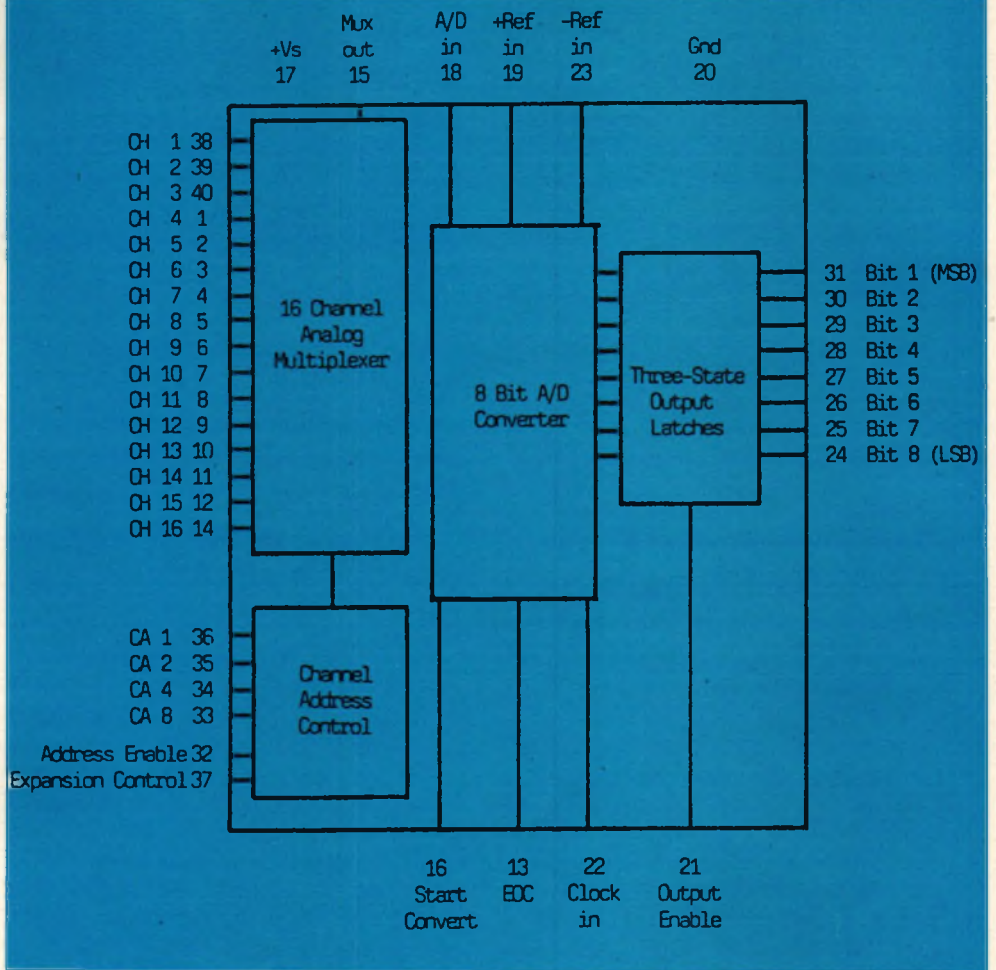 +Vs
17
Mux
out
15
A/D
in
18
+Ref
in
19
-Ref
in
23
Gnd
20
CH 1 38
CH 2 39
CH 3 40
CH 4 1
CH 5 2
CH 6 3
CH 7 4
CH 8 5
CH 9 6
CH 10 7
CH 11 8
CH 12 9
CH 13 10
CH 14 11
CH 15 12
CH 16 14
16 Channel
Analog
Multiplexer
8 Bit A/D
Converter
Three-State
Output
Latches
31 Bit 1 (MSB)
30 Bit 2
29 Bit 3
28 Bit 4
27 Bit 5
26 Bit 6
25 Bit 7
24 Bit 8 (LSB)
CA 1 36
CA 2 35
CA 4 34
CA 8 33
Address Enable 32
Expansion Control 37
Channel
Address
Control
16
Start
Convert
13
EOC
22
Clock
in
21
Output
Enable